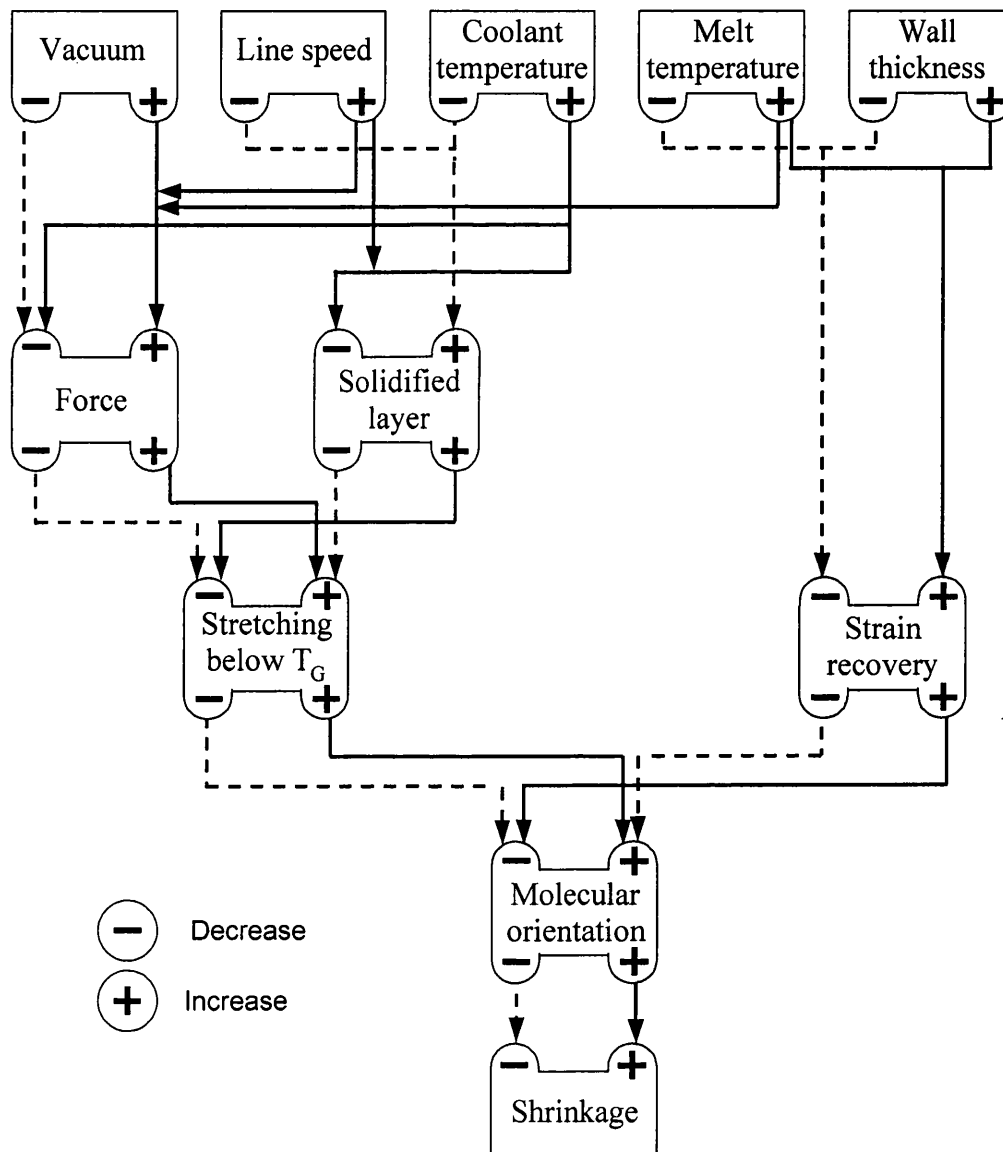 Vacuum
Line speed
Coolant
temperature
Melt
temperature
Wall
thickness
− +
− +
− +
− +
− +
− +
Force
− +
− +
Solidified
layer
− +
− +
Stretching
below T_G
− +
− +
Strain
recovery
− +
− +
Molecular
orientation
− +
− Decrease
+ Increase
− +
Shrinkage